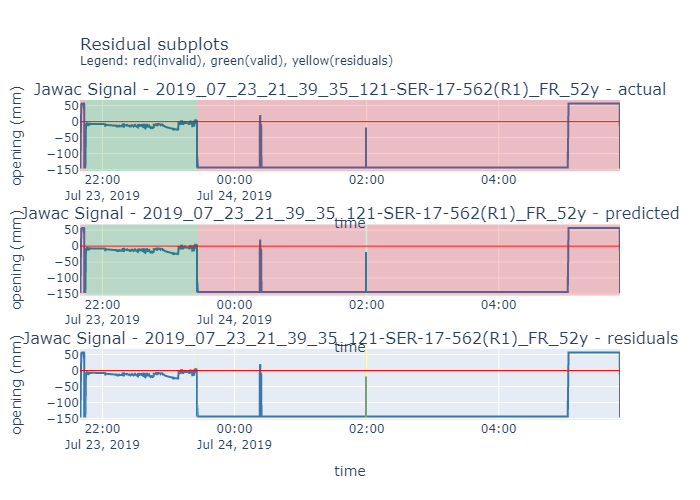 Residual subplots
Legend: red(invalid), green(valid), yellow(residuals)
Jawac Signal - 2019_07_23_21_39_35_121-SER-17-562(R1)_FR_52y - actual
opening (mm)
50
0
−50
−100
−150
22:00 00:00 02:00 04:00
Jul 23, 2019 Jul 24, 2019
time
Jawac Signal - 2019_07_23_21_39_35_121-SER-17-562(R1)_FR_52y - predicted
opening (mm)
50
0
−50
−100
−150
22:00 00:00 02:00 04:00
Jul 23, 2019 Jul 24, 2019
time
Jawac Signal - 2019_07_23_21_39_35_121-SER-17-562(R1)_FR_52y - residuals
opening (mm)
50
0
−50
−100
−150
22:00 00:00 02:00 04:00
Jul 23, 2019 Jul 24, 2019
time